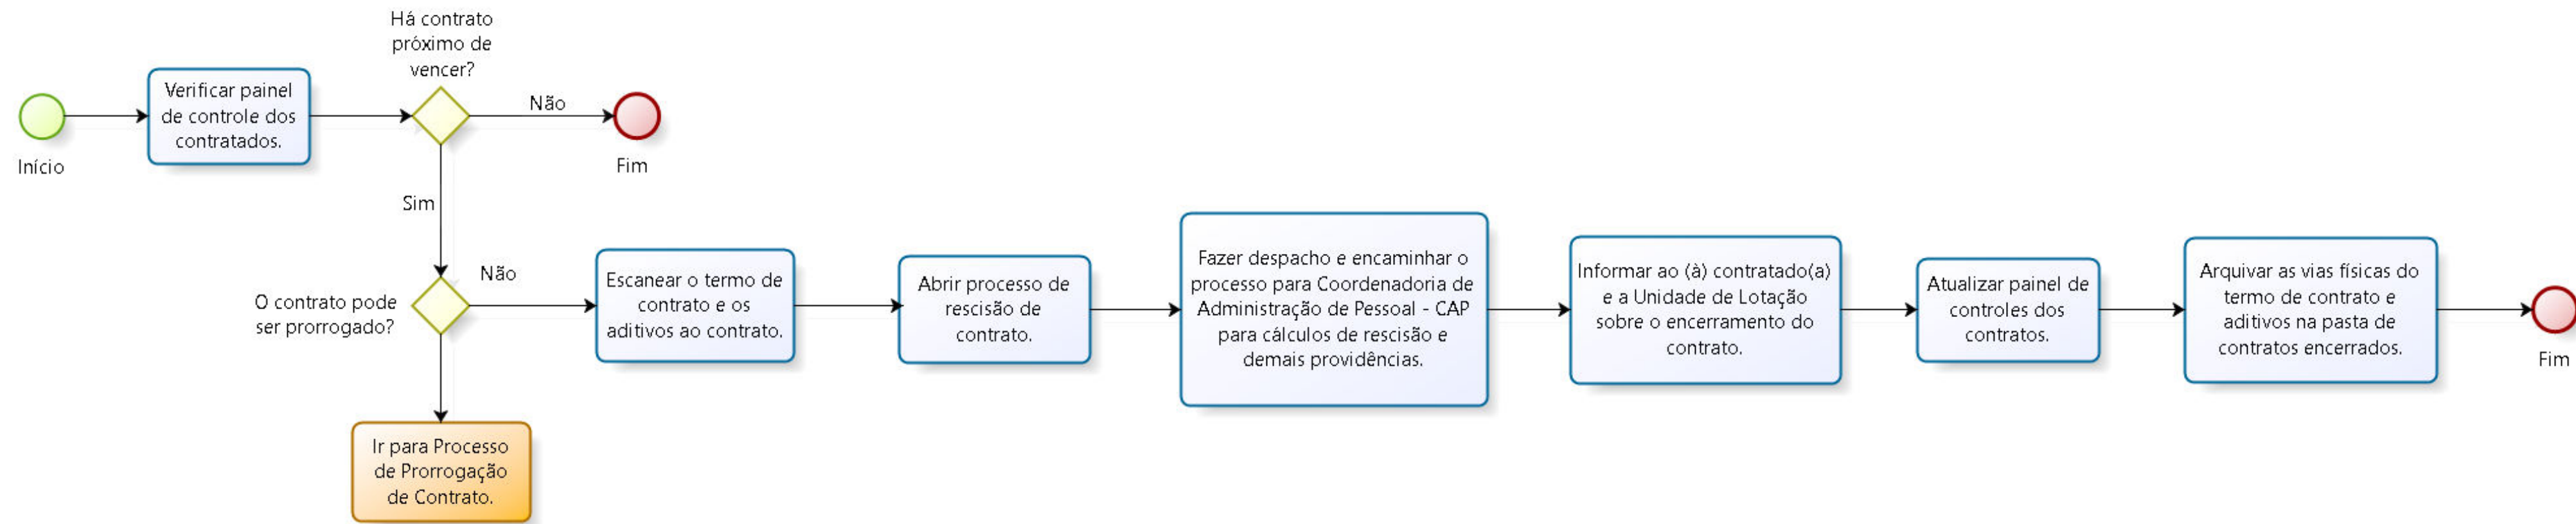 Há contrato
próximo de
vencer?
Verificar painel
de controle dos
contratados.
Não
Início
Fim
Sim
O contrato pode
ser prorrogado?
Não
Escanear o termo de
contrato e os
aditivos ao contrato.
Abrir processo de
rescisão de
contrato.
Fazer despacho e encaminhar o
processo para Coordenadoria de
Administração de Pessoal - CAP
para cálculos de rescisão e
demais providências.
Informar ao (à) contratado(a)
e a Unidade de Lotação
sobre o encerramento do
contrato.
Atualizar painel de
controles dos
contratos.
Arquivar as vias físicas do
termo de contrato e
aditivos na pasta de
contratos encerrados.
Fim
Ir para Processo
de Prorrogação
de Contrato.